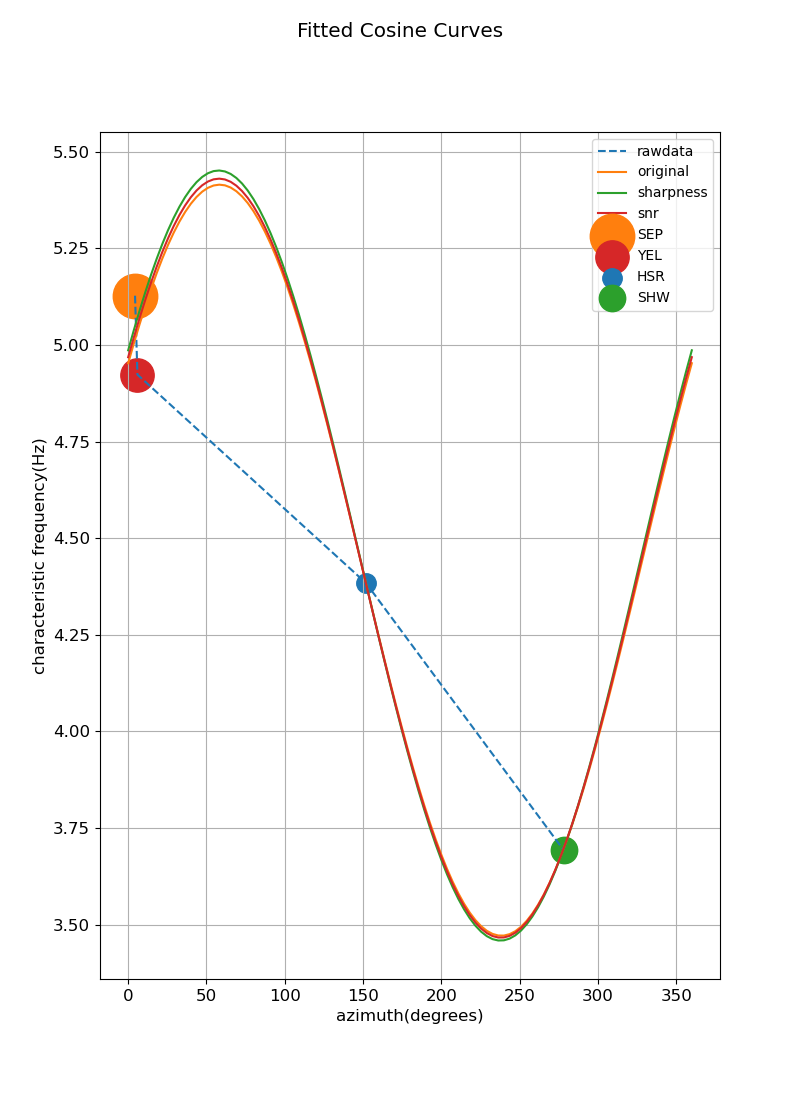 Fitted Cosine Curves
rawdata
original
sharpness
snr
SEP
YEL
HSR
SHW
5.50
5.25
5.00
4.75
4.50
4.25
4.00
3.75
3.50
characteristic frequency(Hz)
0 50 100 150 200 250 300 350
azimuth(degrees)